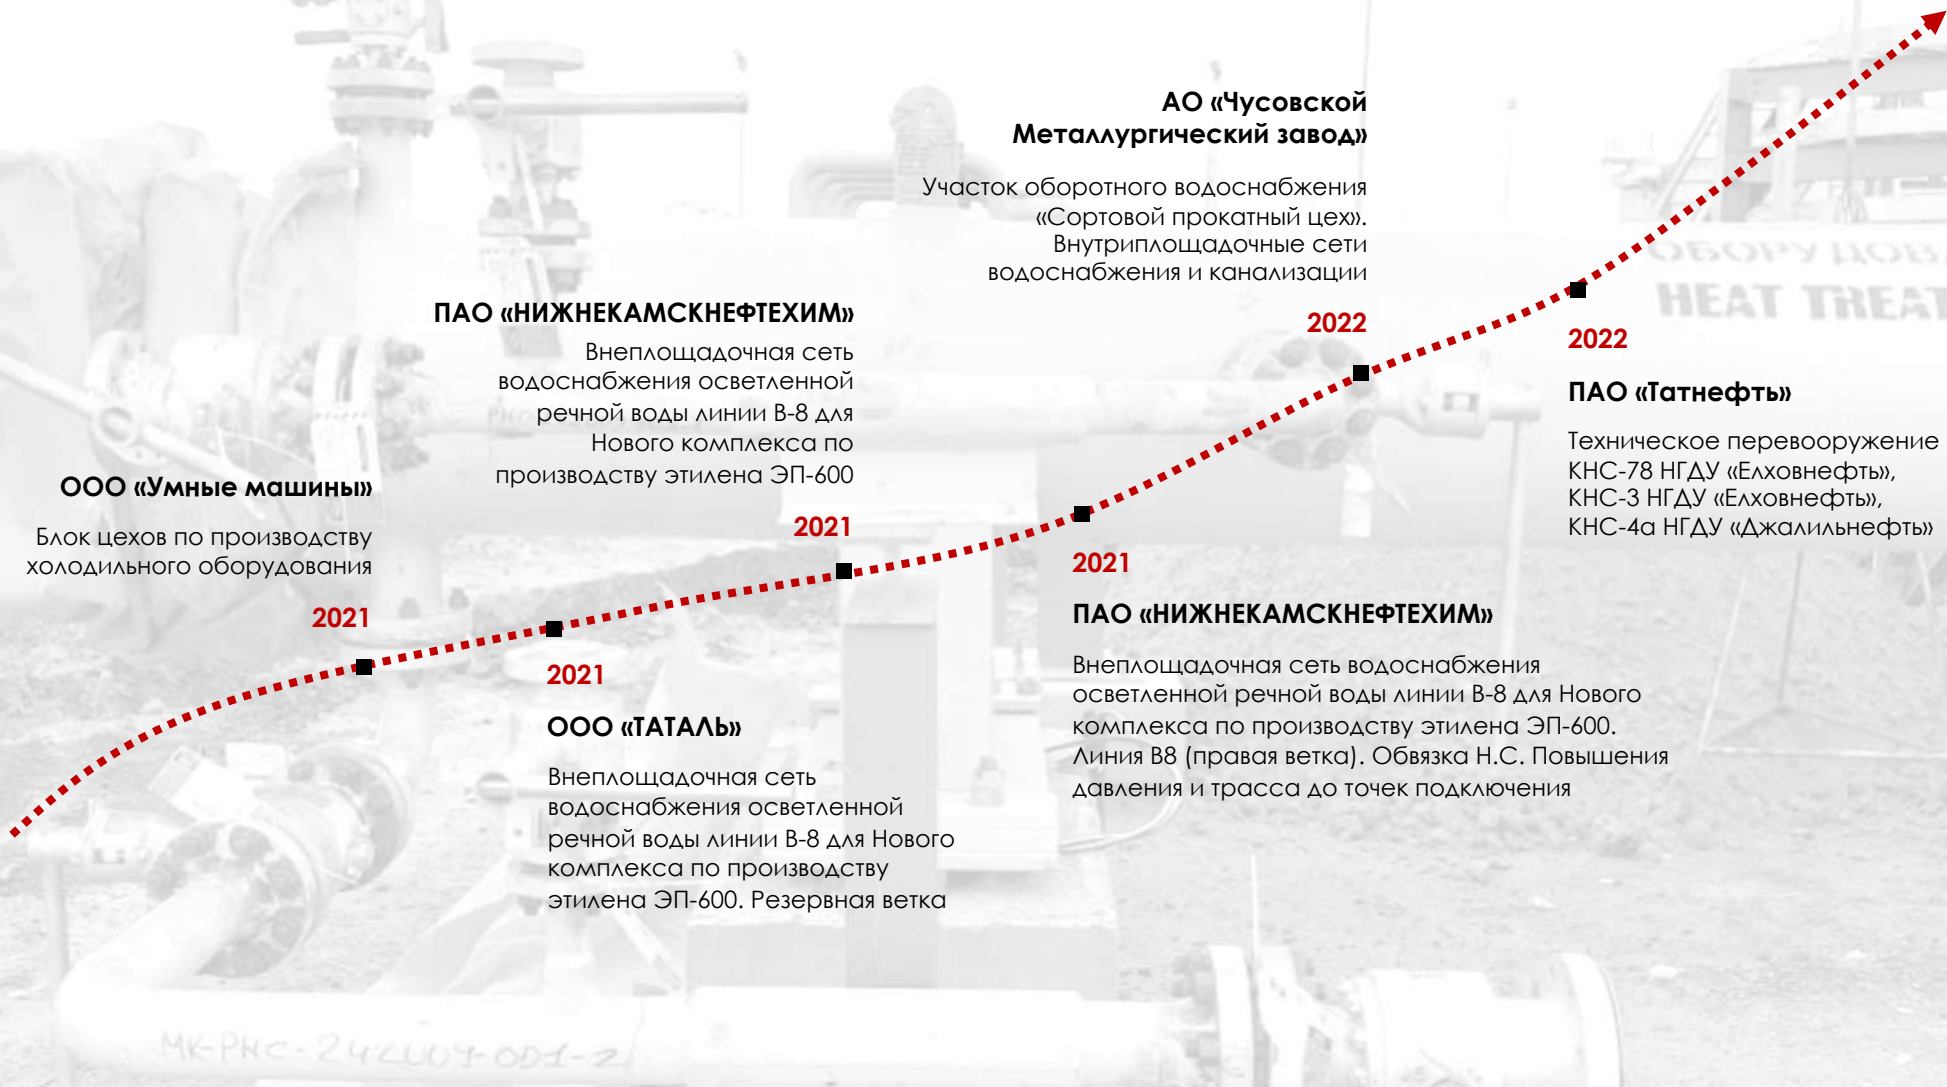 ООО «Умные машины»
Блок цехов по производству
холодильного оборудования
2021
2021
ООО «ТАТАЛЬ»
Внеплощадочная сеть
водоснабжения осветленной
речной воды линии В-8 для Нового
комплекса по производству
этилена ЭП-600. Резервная ветка
ПАО «НИЖНЕКАМСКНЕФТЕХИМ»
Внеплощадочная сеть
водоснабжения осветленной
речной воды линии В-8 для
Нового комплекса по
производству этилена ЭП-600
2021
2021
ПАО «НИЖНЕКАМСКНЕФТЕХИМ»
Внеплощадочная сеть водоснабжения
осветленной речной воды линии В-8 для Нового
комплекса по производству этилена ЭП-600.
Линия В8 (правая ветка). Обвязка Н.С. Повышения
давления и трасса до точек подключения
АО «Чусовской
Металлургический завод»
Участок оборотного водоснабжения
«Сортовой прокатный цех».
Внутриплощадочные сети
водоснабжения и канализации
2022
2022
ПАО «Татнефть»
Техническое перевооружение
КНС-78 НГДУ «Елховнефть»,
КНС-3 НГДУ «Елховнефть»,
КНС-4а НГДУ «Джалильнефть»
HEAT TREAT